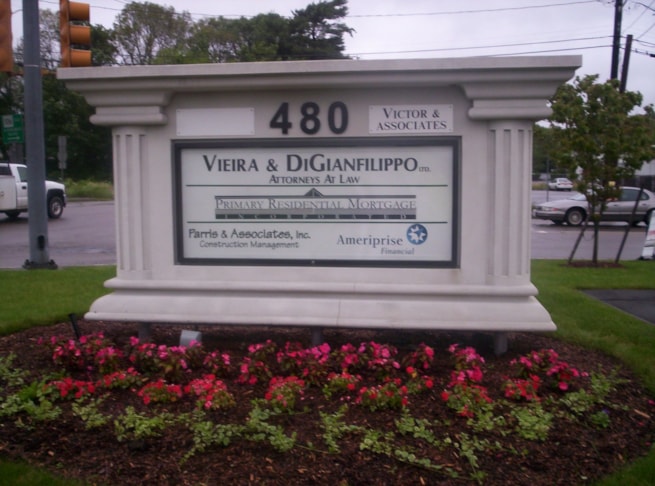 480
VICTOR &
ASSOCIATES
VIEIRA & DIGIANFILIPPO LTD.
ATTORNEYS AT LAW
PRIMARY RESIDENTIAL MORTGAGE
INCORPORATED
Farris & Associates, Inc.
Construction Management
Ameriprise
Financial